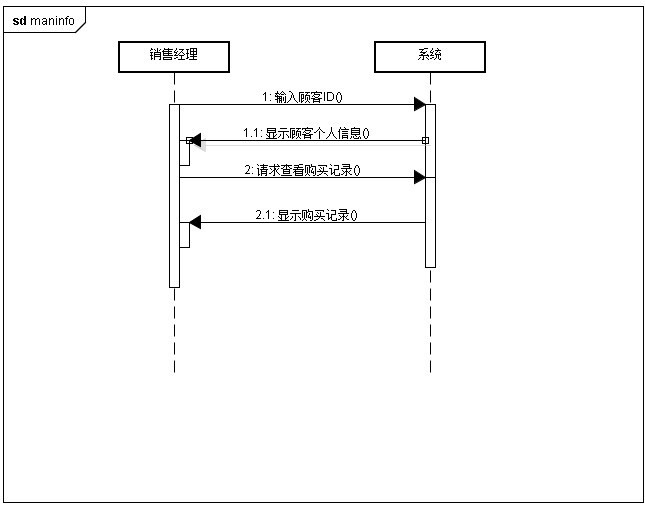 sd maninfo
销售经理
系统
1: 输入顾客ID()
1.1: 显示顾客个人信息()
2: 请求查看购买记录()
2.1: 显示购买记录()